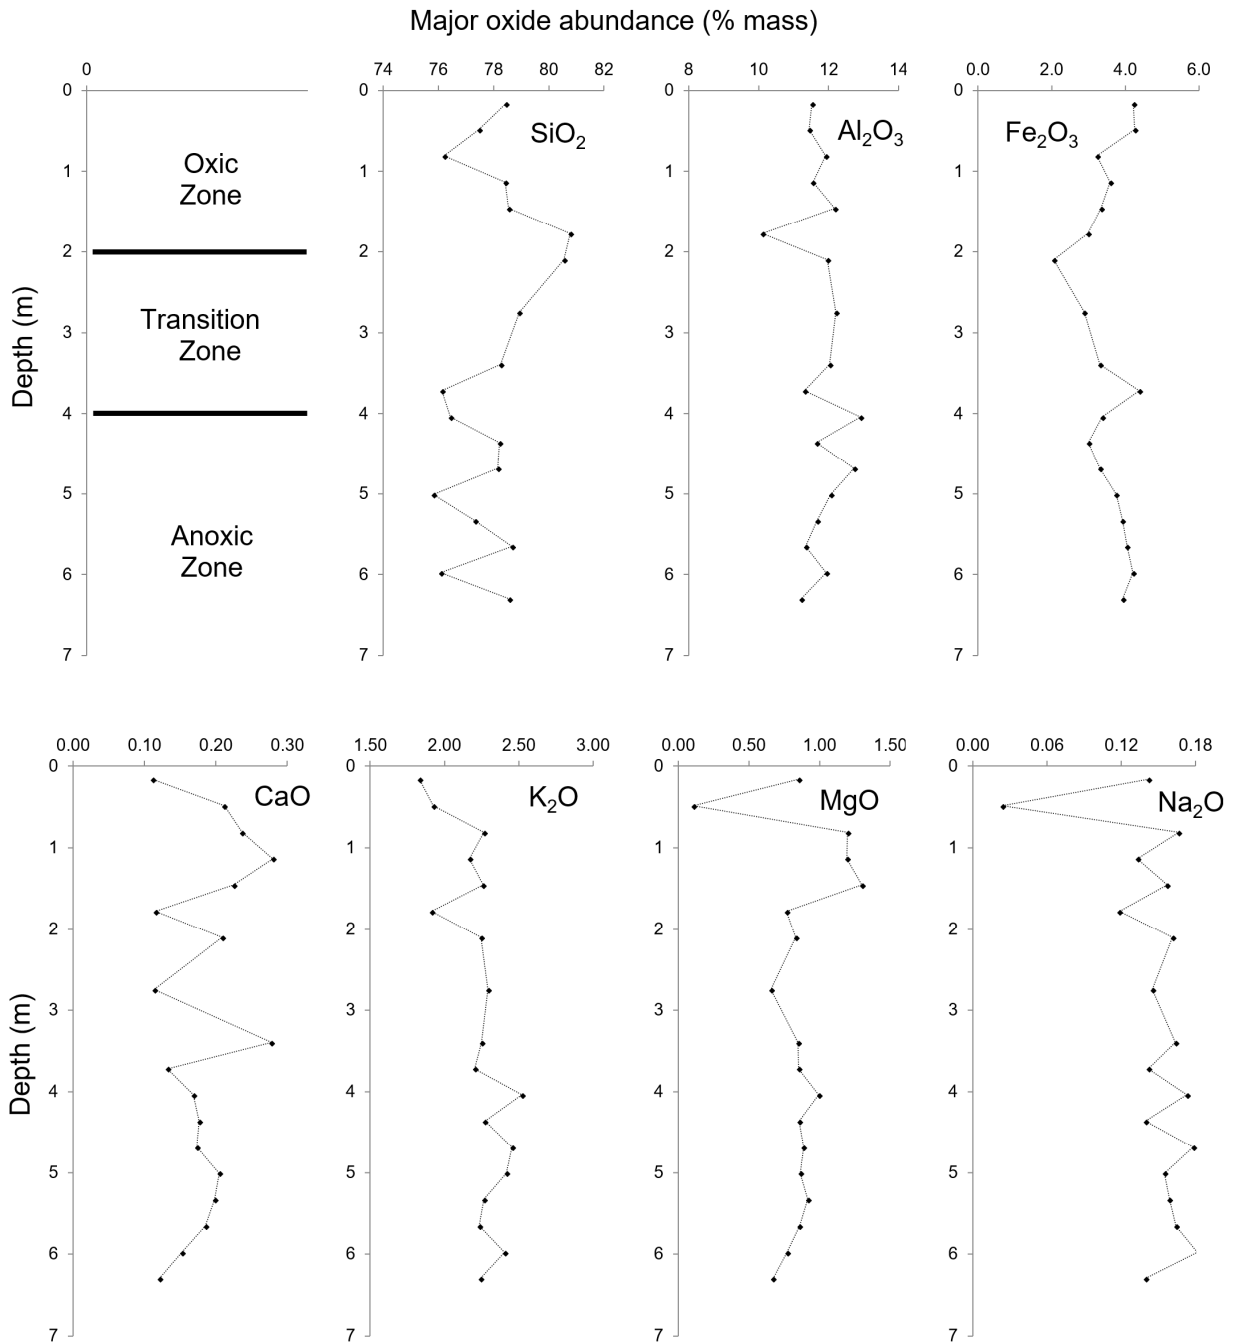 Major oxide abundance (% mass)
0
74 76 78 80 82
8 10 12 14
0.0 2.0 4.0 6.0
0 0 0 0
SiO2 Al2O3 Fe2O3
Oxic
Zone
1 1 1 1
2 2 2 2
Depth (m)
Transition
Zone
3 3 3 3
4 4 4 4
5 5 5 5
Anoxic
Zone
6 6 6 6
7 7 7 7
0.00 0.10 0.20 0.30
1.50 2.00 2.50 3.00
0.00 0.50 1.00 1.50
0.00 0.06 0.12 0.18
0 0 0 0
CaO K2O MgO Na2O
1 1 1 1
2 2 2 2
3 3 3 3
Depth (m)
4 4 4 4
5 5 5 5
6 6 6 6
7 7 7 7